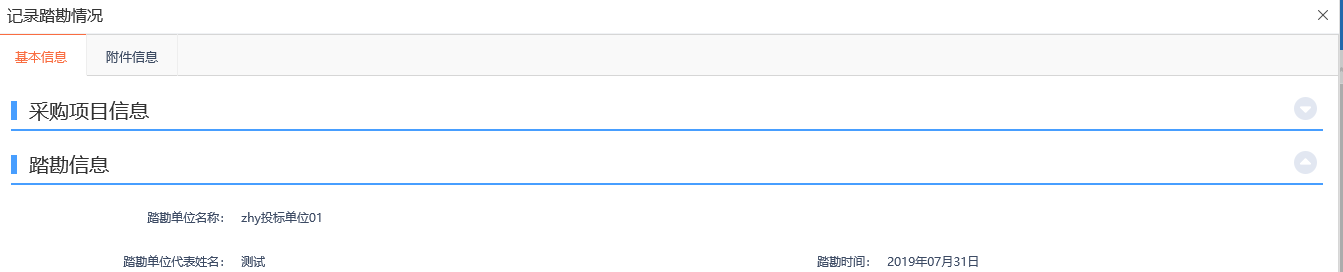 记录踏勘情况
基本信息 附件信息
采购项目信息
踏勘信息
踏勘单位名称： zhy投标单位01
踏勘单位代表姓名： 测试 踏勘时间： 2019年07月31日